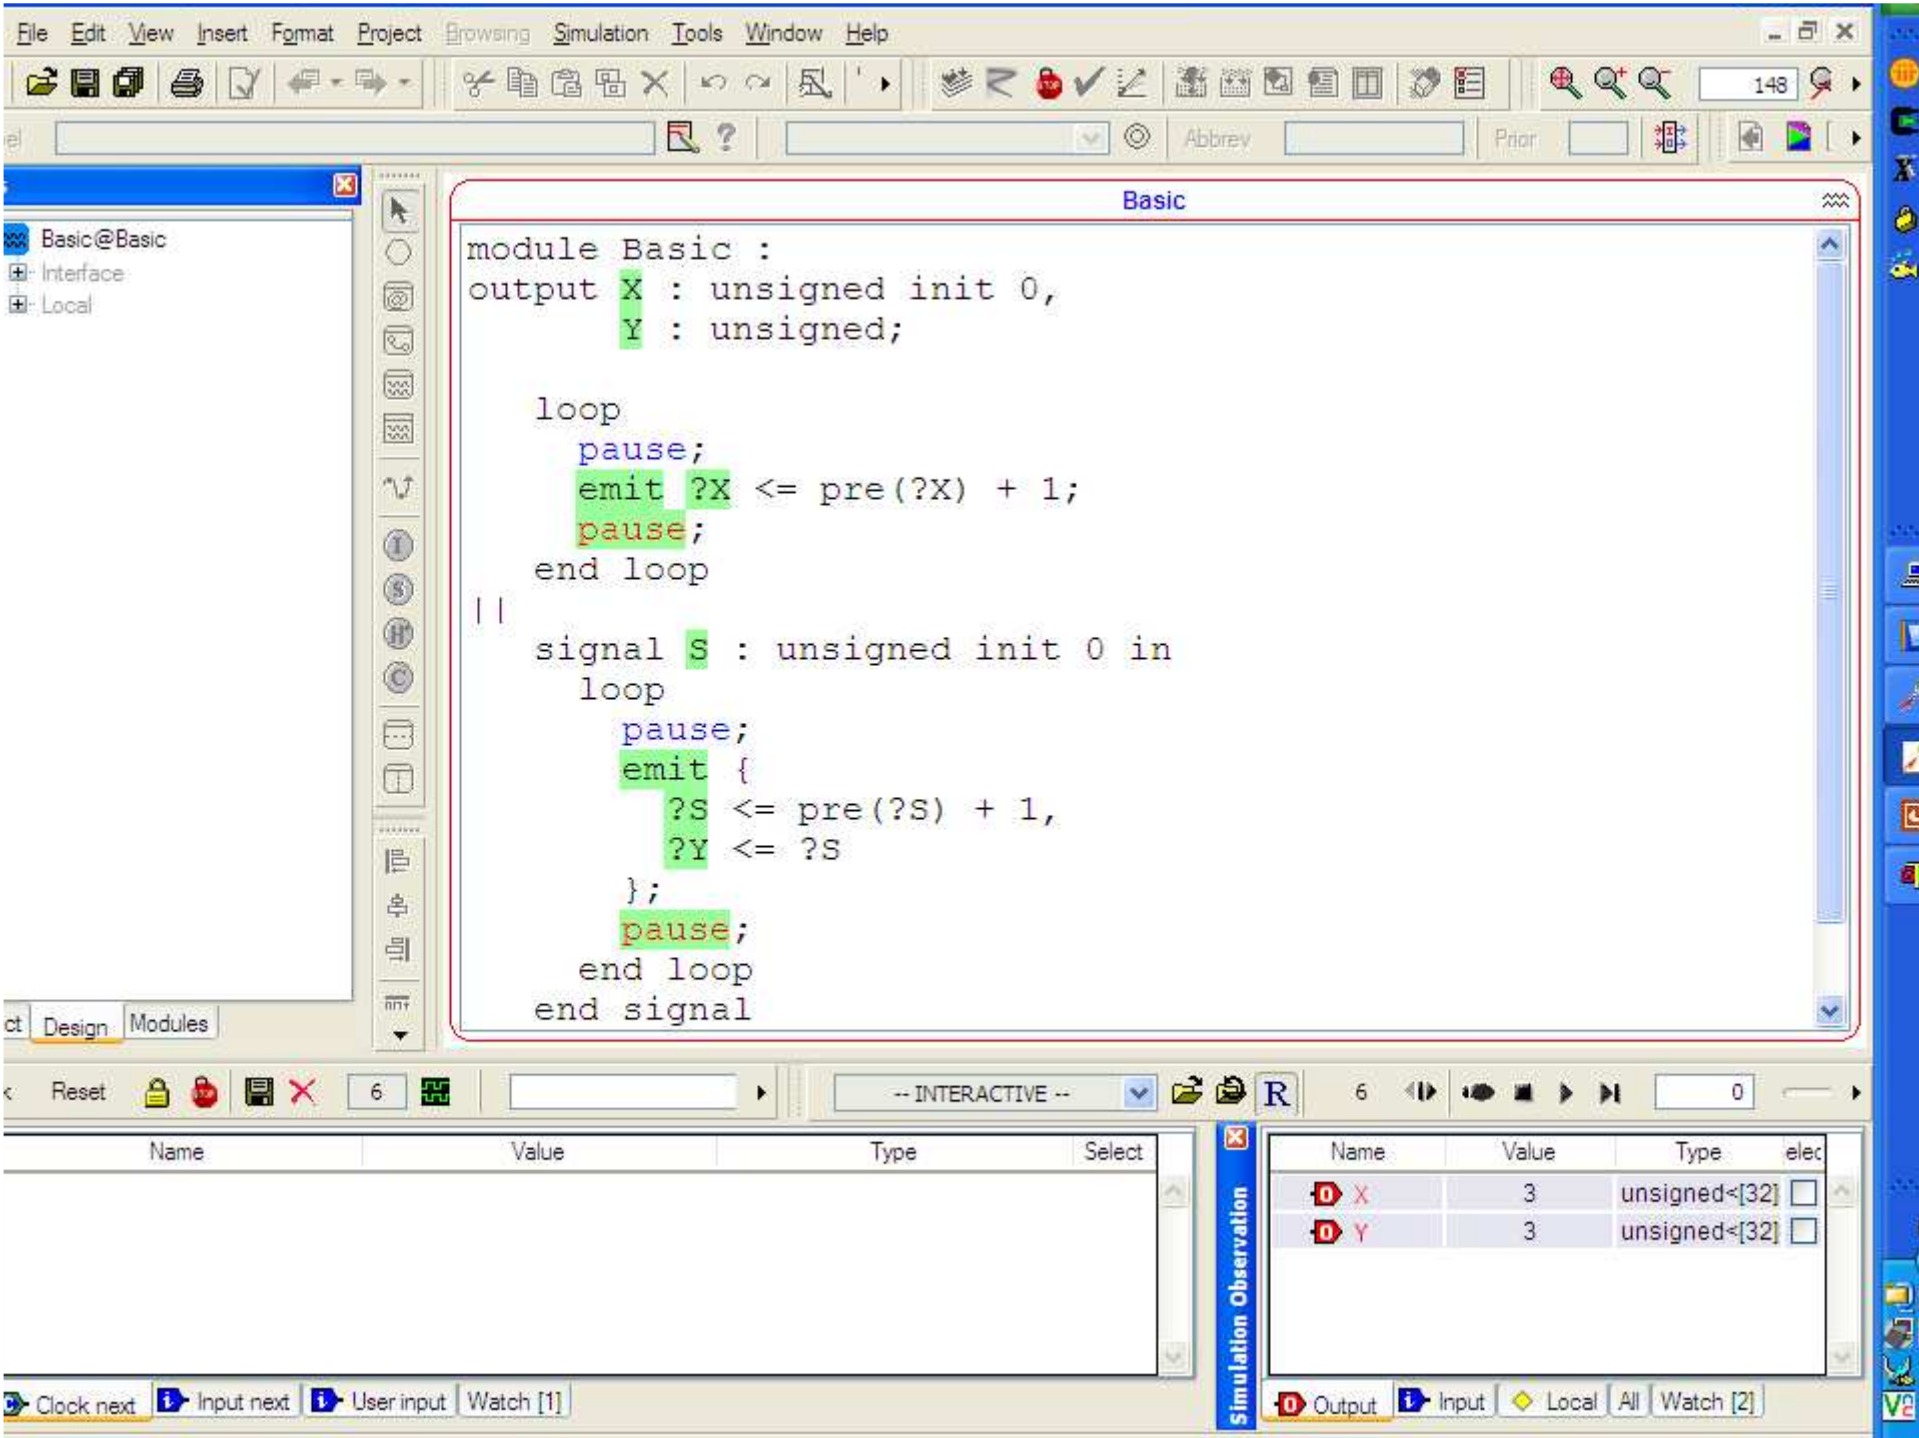 File Edit View Insert Format Project Browsing Simulation Tools Window Help
148
? Abbrev Prior
Basic
Basic@Basic
Interface
Local
module Basic :
output X : unsigned init 0,
Y : unsigned;
loop
pause;
emit ?X <= pre(?X) + 1;
pause;
end loop
||
signal S : unsigned init 0 in
loop
pause;
emit {
?S <= pre(?S) + 1,
?Y <= ?S
};
pause;
end loop
end signal
ct Design Modules
Reset 6 -- INTERACTIVE -- R 6 0
Name Value Type Select
Simulation Observation
Name Value Type elec
X 3 unsigned<[32]
Y 3 unsigned<[32]
Clock next Input next User input Watch [1]
Output Input Local All Watch [2]